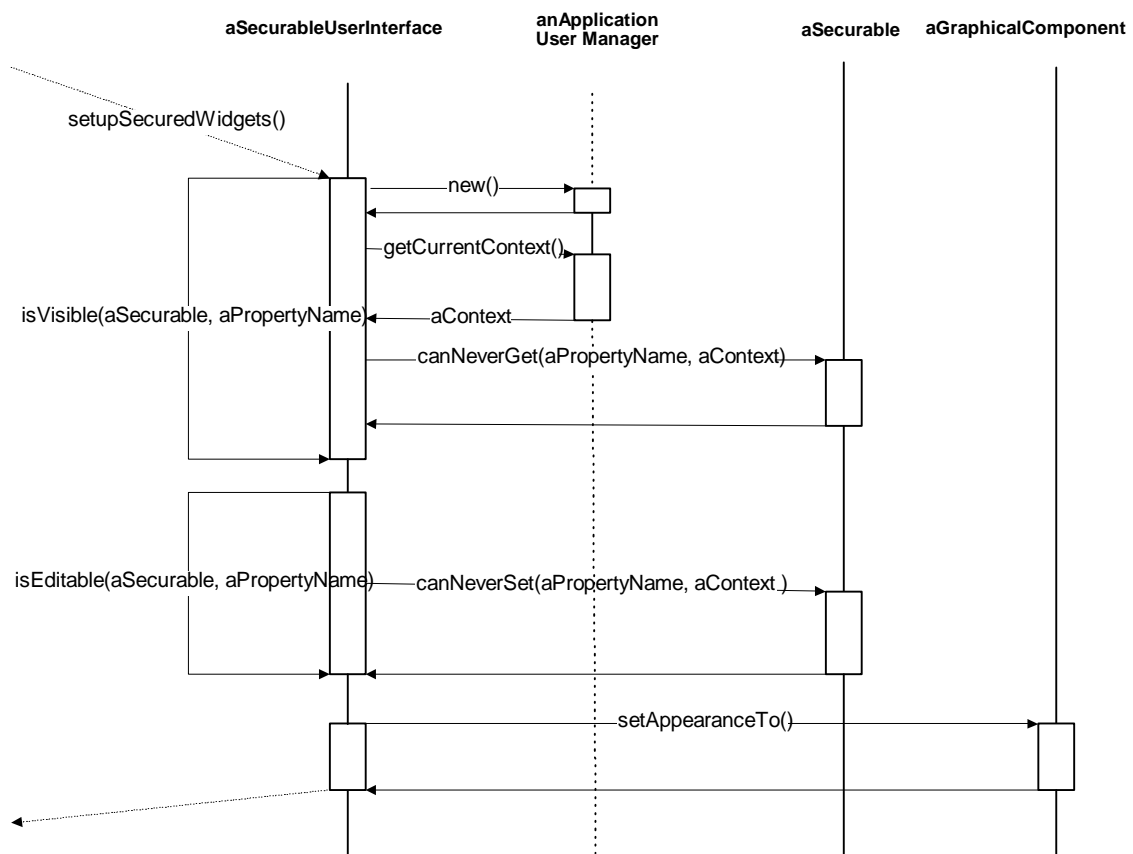 aSecurableUserInterface
anApplication
User Manager
aSecurable
aGraphicalComponent
setupSecuredWidgets()
new()
getCurrentContext()
isVisible(aSecurable, aPropertyName)
aContext
canNeverGet(aPropertyName, aContext)
isEditable(aSecurable, aPropertyName)
canNeverSet(aPropertyName, aContext )
setAppearanceTo()